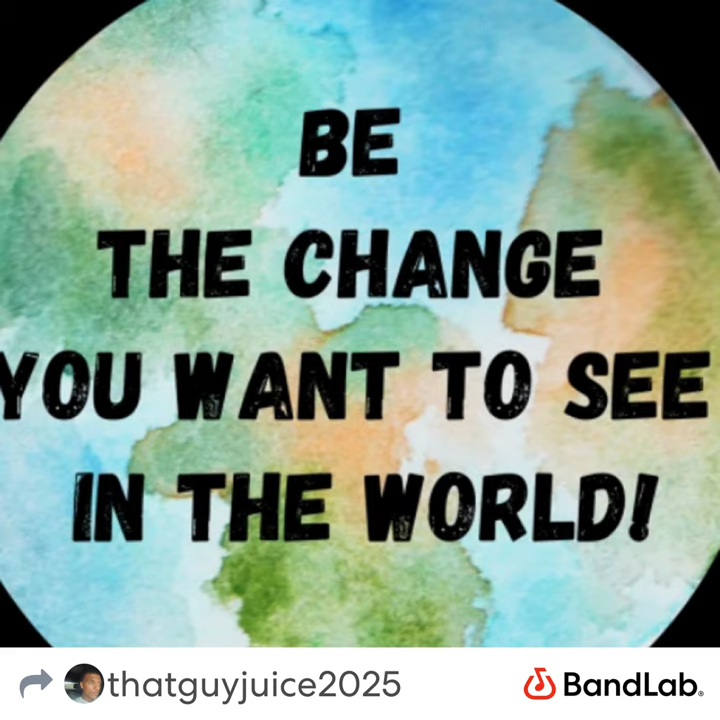 BE
THE CHANGE
YOU WANT TO SEE
IN THE WORLD!
thatguyjuice2025
BandLab®